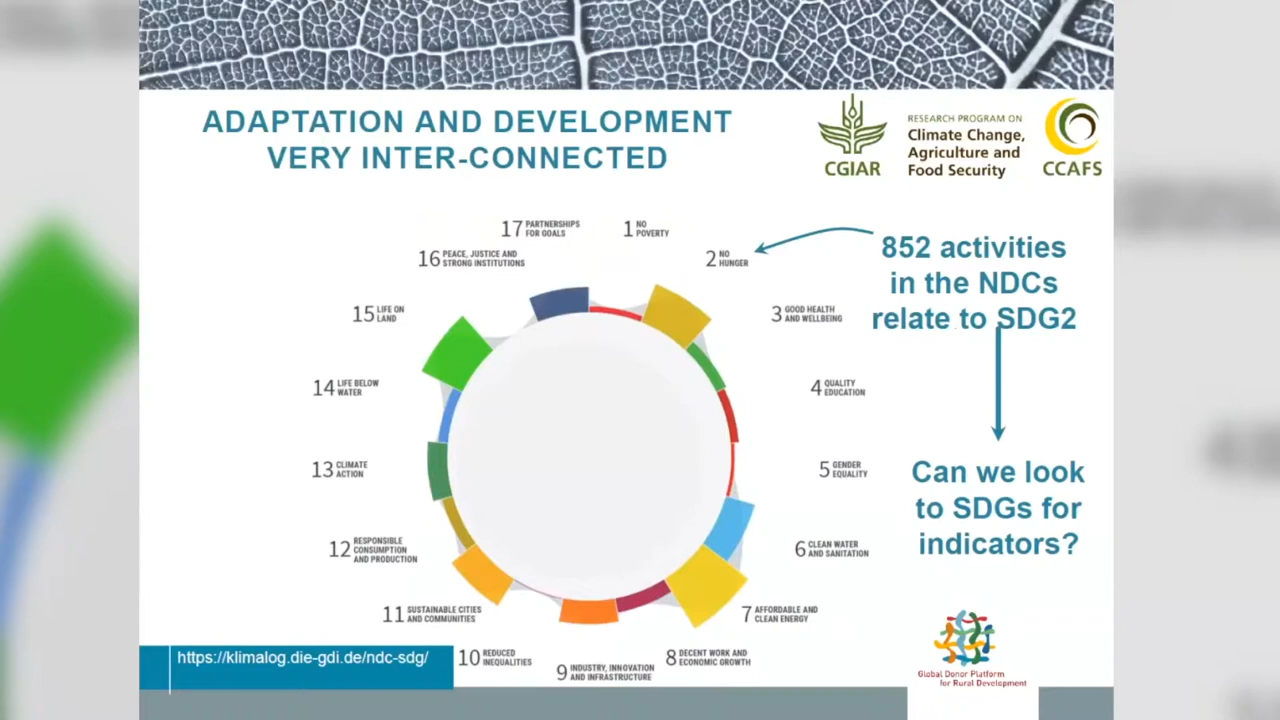 ADAPTATION AND DEVELOPMENT
VERY INTER-CONNECTED
CGIAR
RESEARCH PROGRAM ON
Climate Change,
Agriculture and
Food Security
CCAFS
17 PARTNERSHIPS
FOR GOALS
1 NO
POVERTY
16 PEACE, JUSTICE AND
STRONG INSTITUTIONS
2 NO
HUNGER
852 activities
in the NDCs
relate to SDG2
15 LIFE ON
LAND
3 GOOD HEALTH
AND WELLBEING
14 LIFE BELOW
WATER
4 QUALITY
EDUCATION
13 CLIMATE
ACTION
5 GENDER
EQUALITY
Can we look
to SDGs for
indicators?
12 RESPONSIBLE
CONSUMPTION
AND PRODUCTION
6 CLEAN WATER
AND SANITATION
11 SUSTAINABLE CITIES
AND COMMUNITIES
7 AFFORDABLE AND
CLEAN ENERGY
10 REDUCED
INEQUALITIES
9 INDUSTRY, INNOVATION
AND INFRASTRUCTURE
8 DECENT WORK AND
ECONOMIC GROWTH
https://klimalog.die-gdi.de/ndc-sdg/
Global Donor Platform
for Rural Development